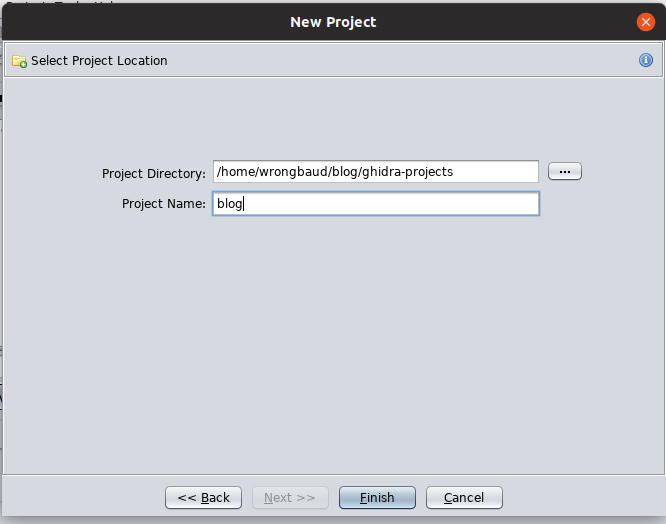 New Project
Select Project Location
Project Directory: /home/wrongbaud/blog/ghidra-projects ...
Project Name: blog
<< Back Next >> Finish Cancel